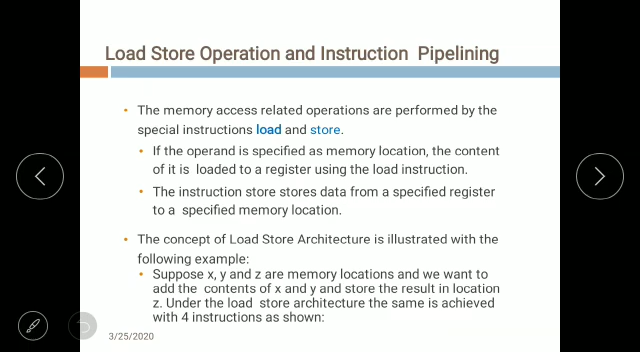 Load Store Operation and Instruction Pipelining
• The memory access related operations are performed by the
special instructions load and store.
• If the operand is specified as memory location, the content
of it is loaded to a register using the load instruction.
• The instruction store stores data from a specified register
to a specified memory location.
• The concept of Load Store Architecture is illustrated with the
following example:
• Suppose x, y and z are memory locations and we want to
add the contents of x and y and store the result in location
z. Under the load store architecture the same is achieved
with 4 instructions as shown:
3/25/2020